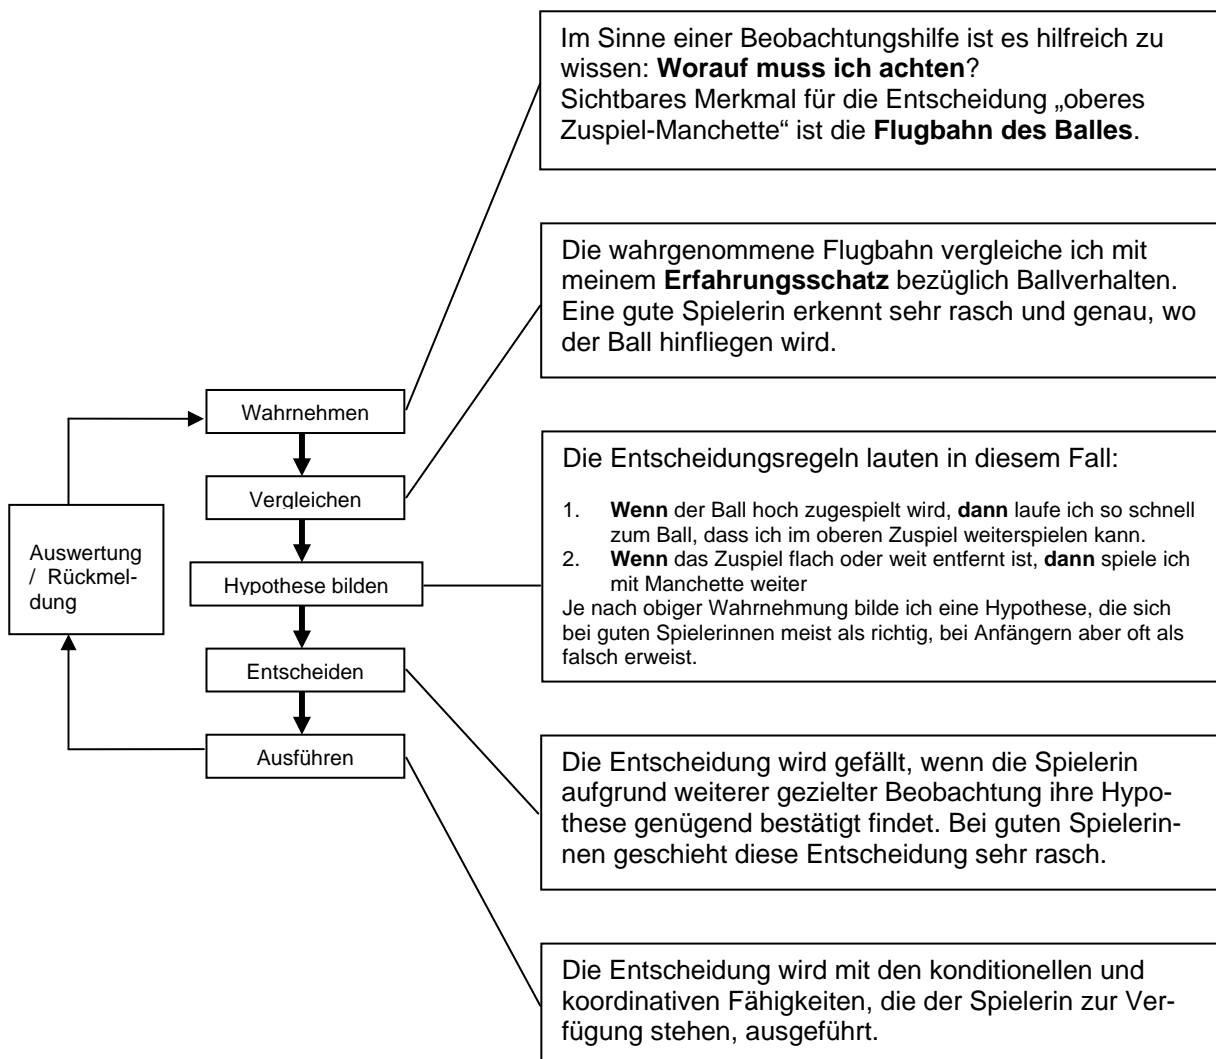 Im Sinne einer Beobachtungshilfe ist es hilfreich zu
wissen: Worauf muss ich achten?
Sichtbares Merkmal für die Entscheidung „oberes
Zuspiel-Manchette“ ist die Flugbahn des Balles.
Die wahrgenommene Flugbahn vergleiche ich mit
meinem Erfahrungsschatz bezüglich Ballverhalten.
Eine gute Spielerin erkennt sehr rasch und genau, wo
der Ball hinfliegen wird.
Wahrnehmen
Vergleichen
Hypothese bilden
Entscheiden
Ausführen
Auswertung
/ Rückmel-
dung
Die Entscheidungsregeln lauten in diesem Fall:
1. Wenn der Ball hoch zugespielt wird, dann laufe ich so schnell
zum Ball, dass ich im oberen Zuspiel weiterspielen kann.
2. Wenn das Zuspiel flach oder weit entfernt ist, dann spiele ich
mit Manchette weiter
Je nach obiger Wahrnehmung bilde ich eine Hypothese, die sich
bei guten Spielerinnen meist als richtig, bei Anfängern aber oft als
falsch erweist.
Die Entscheidung wird gefällt, wenn die Spielerin
aufgrund weiterer gezielter Beobachtung ihre Hypo-
these genügend bestätigt findet. Bei guten Spielerin-
nen geschieht diese Entscheidung sehr rasch.
Die Entscheidung wird mit den konditionellen und
koordinativen Fähigkeiten, die der Spielerin zur Ver-
fügung stehen, ausgeführt.